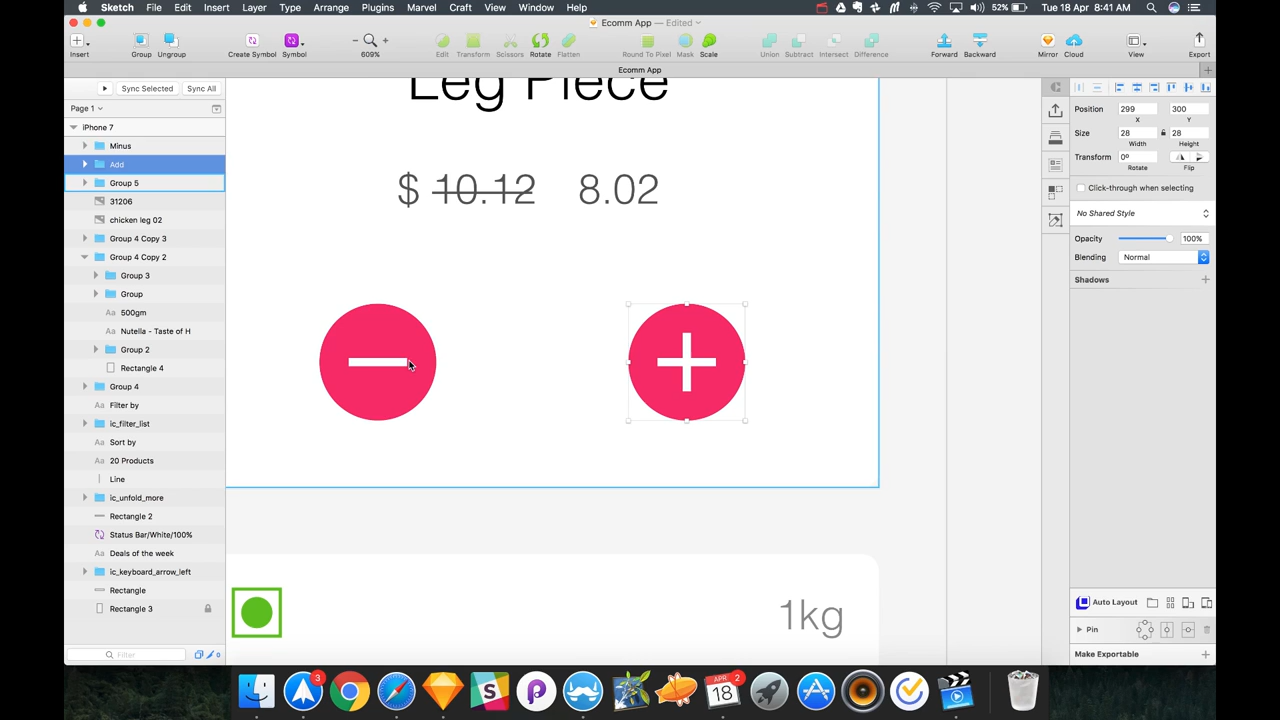 Sketch File Edit Insert Layer Type Arrange Plugins Marvel Craft View Window Help
52% Tue 18 Apr 8:41 AM
Ecomm App — Edited
609%
Insert Group Ungroup Create Symbol Symbol Edit Transform Scissors Rotate Flatten Round To Pixel Mask Scale Union Subtract Intersect Difference Forward Backward Mirror Cloud View Export
Ecomm App
Sync Selected Sync All
Page 1
iPhone 7
Minus
Add
Group 5
31206
chicken leg 02
Group 4 Copy 3
Group 4 Copy 2
Group 3
Group
500gm
Nutella - Taste of H
Group 2
Rectangle 4
Group 4
Filter by
ic_filter_list
Sort by
20 Products
Line
ic_unfold_more
Rectangle 2
Status Bar/White/100%
Deals of the week
ic_keyboard_arrow_left
Rectangle
Rectangle 3
Filter
0
Leg Piece
$ 10.12 8.02
1kg
Position 299 300
X Y
Size 28 28
Width Height
Transform 0º
Rotate Flip
Click-through when selecting
No Shared Style
Opacity 100%
Blending Normal
Shadows
Auto Layout
Pin
Make Exportable
3
APR 2
18